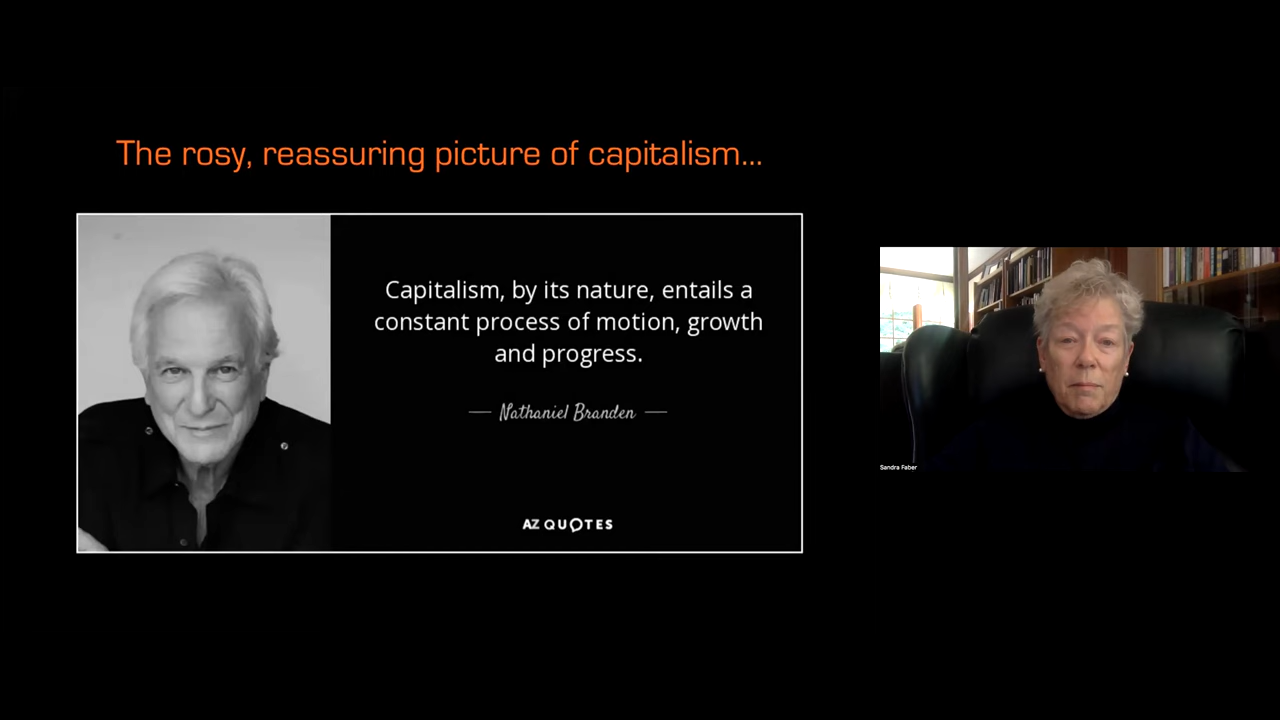 The rosy, reassuring picture of capitalism...
Capitalism, by its nature, entails a
constant process of motion, growth
and progress.
Nathaniel Branden
AZ QUOTES
Sandra Faber